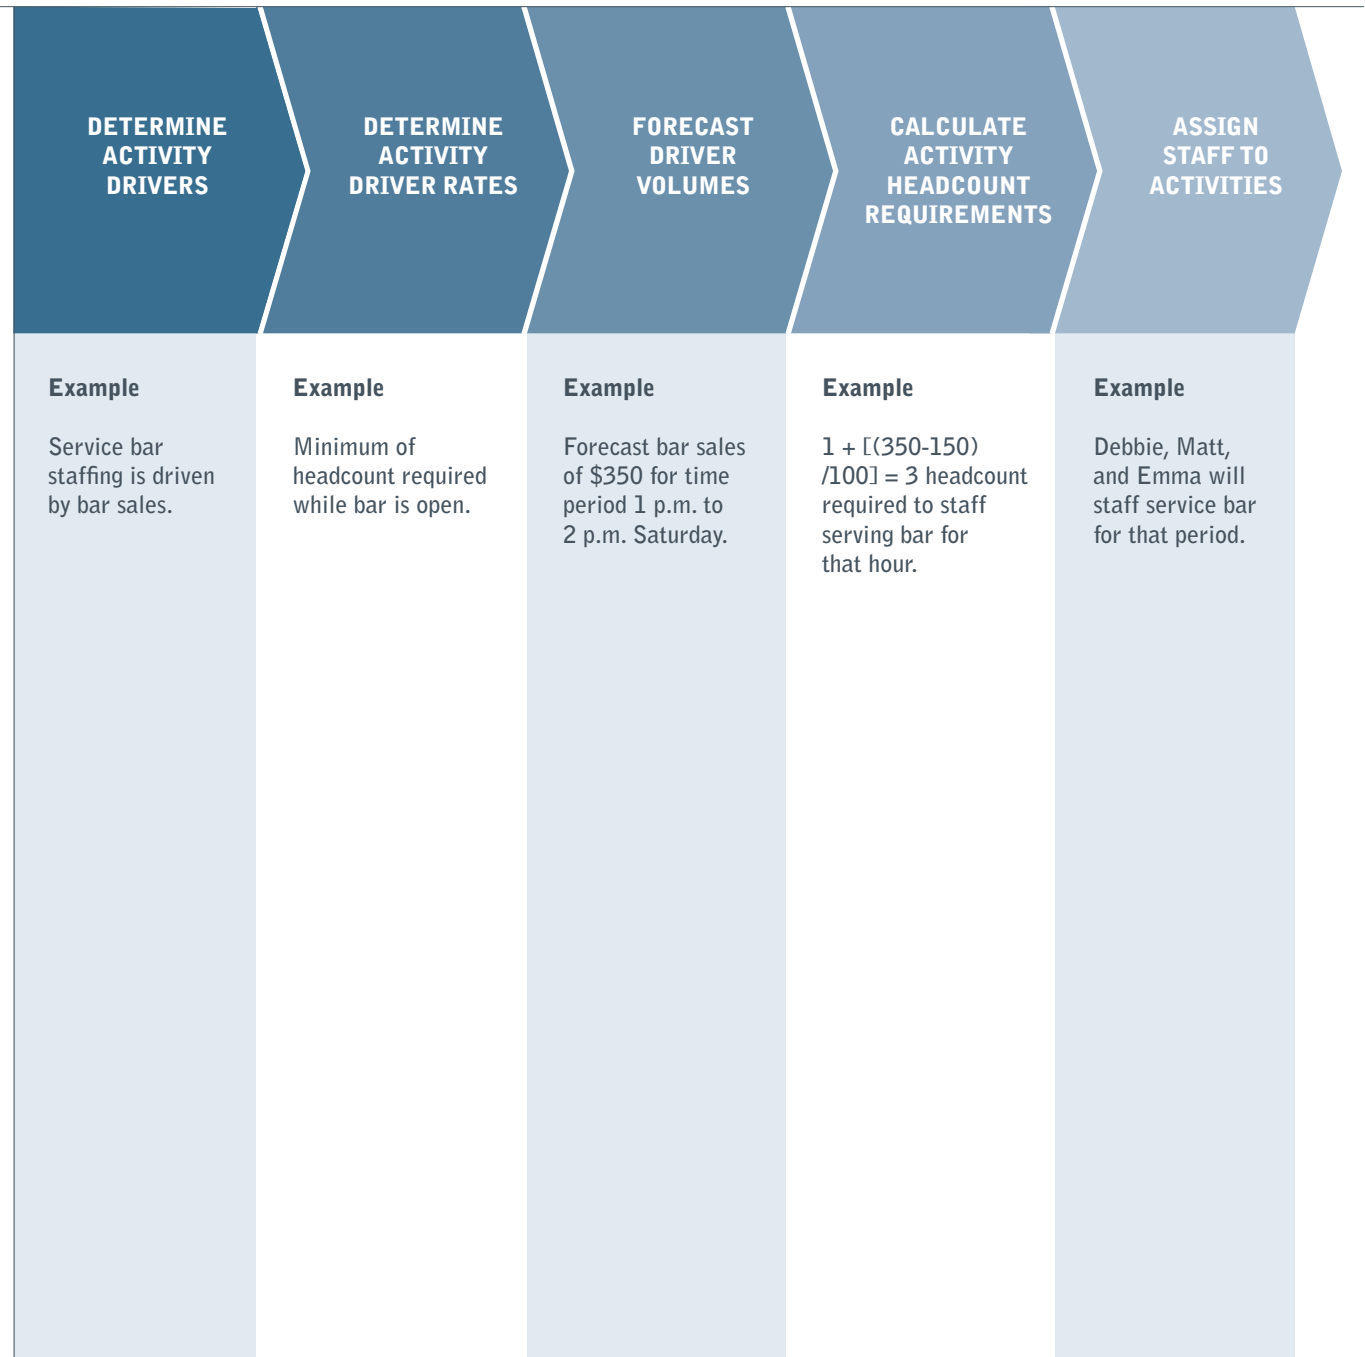 DETERMINE
ACTIVITY
DRIVERS
DETERMINE
ACTIVITY
DRIVER RATES
FORECAST
DRIVER
VOLUMES
CALCULATE
ACTIVITY
HEADCOUNT
REQUIREMENTS
ASSIGN
STAFF TO
ACTIVITIES
Example
Service bar
staffing is driven
by bar sales.
Example
Minimum of
headcount required
while bar is open.
Example
Forecast bar sales
of $350 for time
period 1 p.m. to
2 p.m. Saturday.
Example
1 + [(350-150)
/100] = 3 headcount
required to staff
serving bar for
that hour.
Example
Debbie, Matt,
and Emma will
staff service bar
for that period.